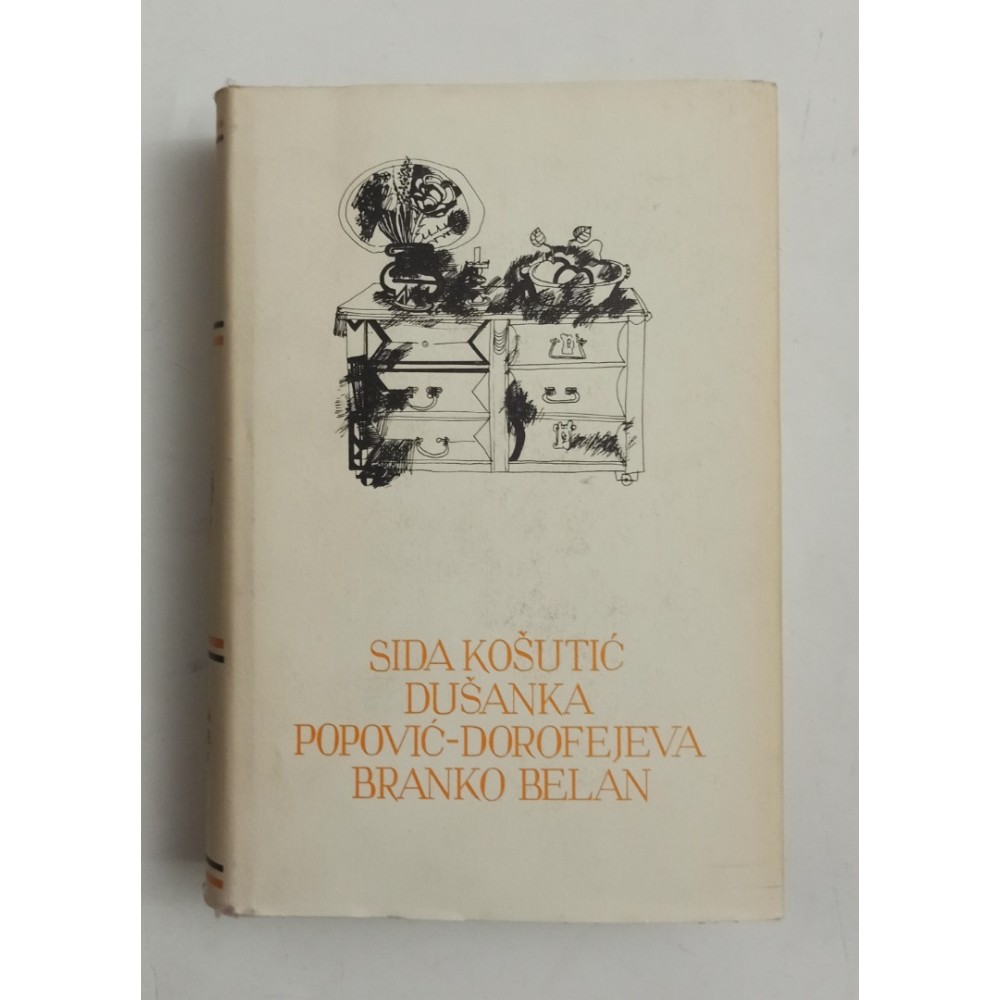 SIDA KOŠUTIĆ
DUŠANKA
POPOVIĆ-DOROFEJEVA
BRANKO BELAN